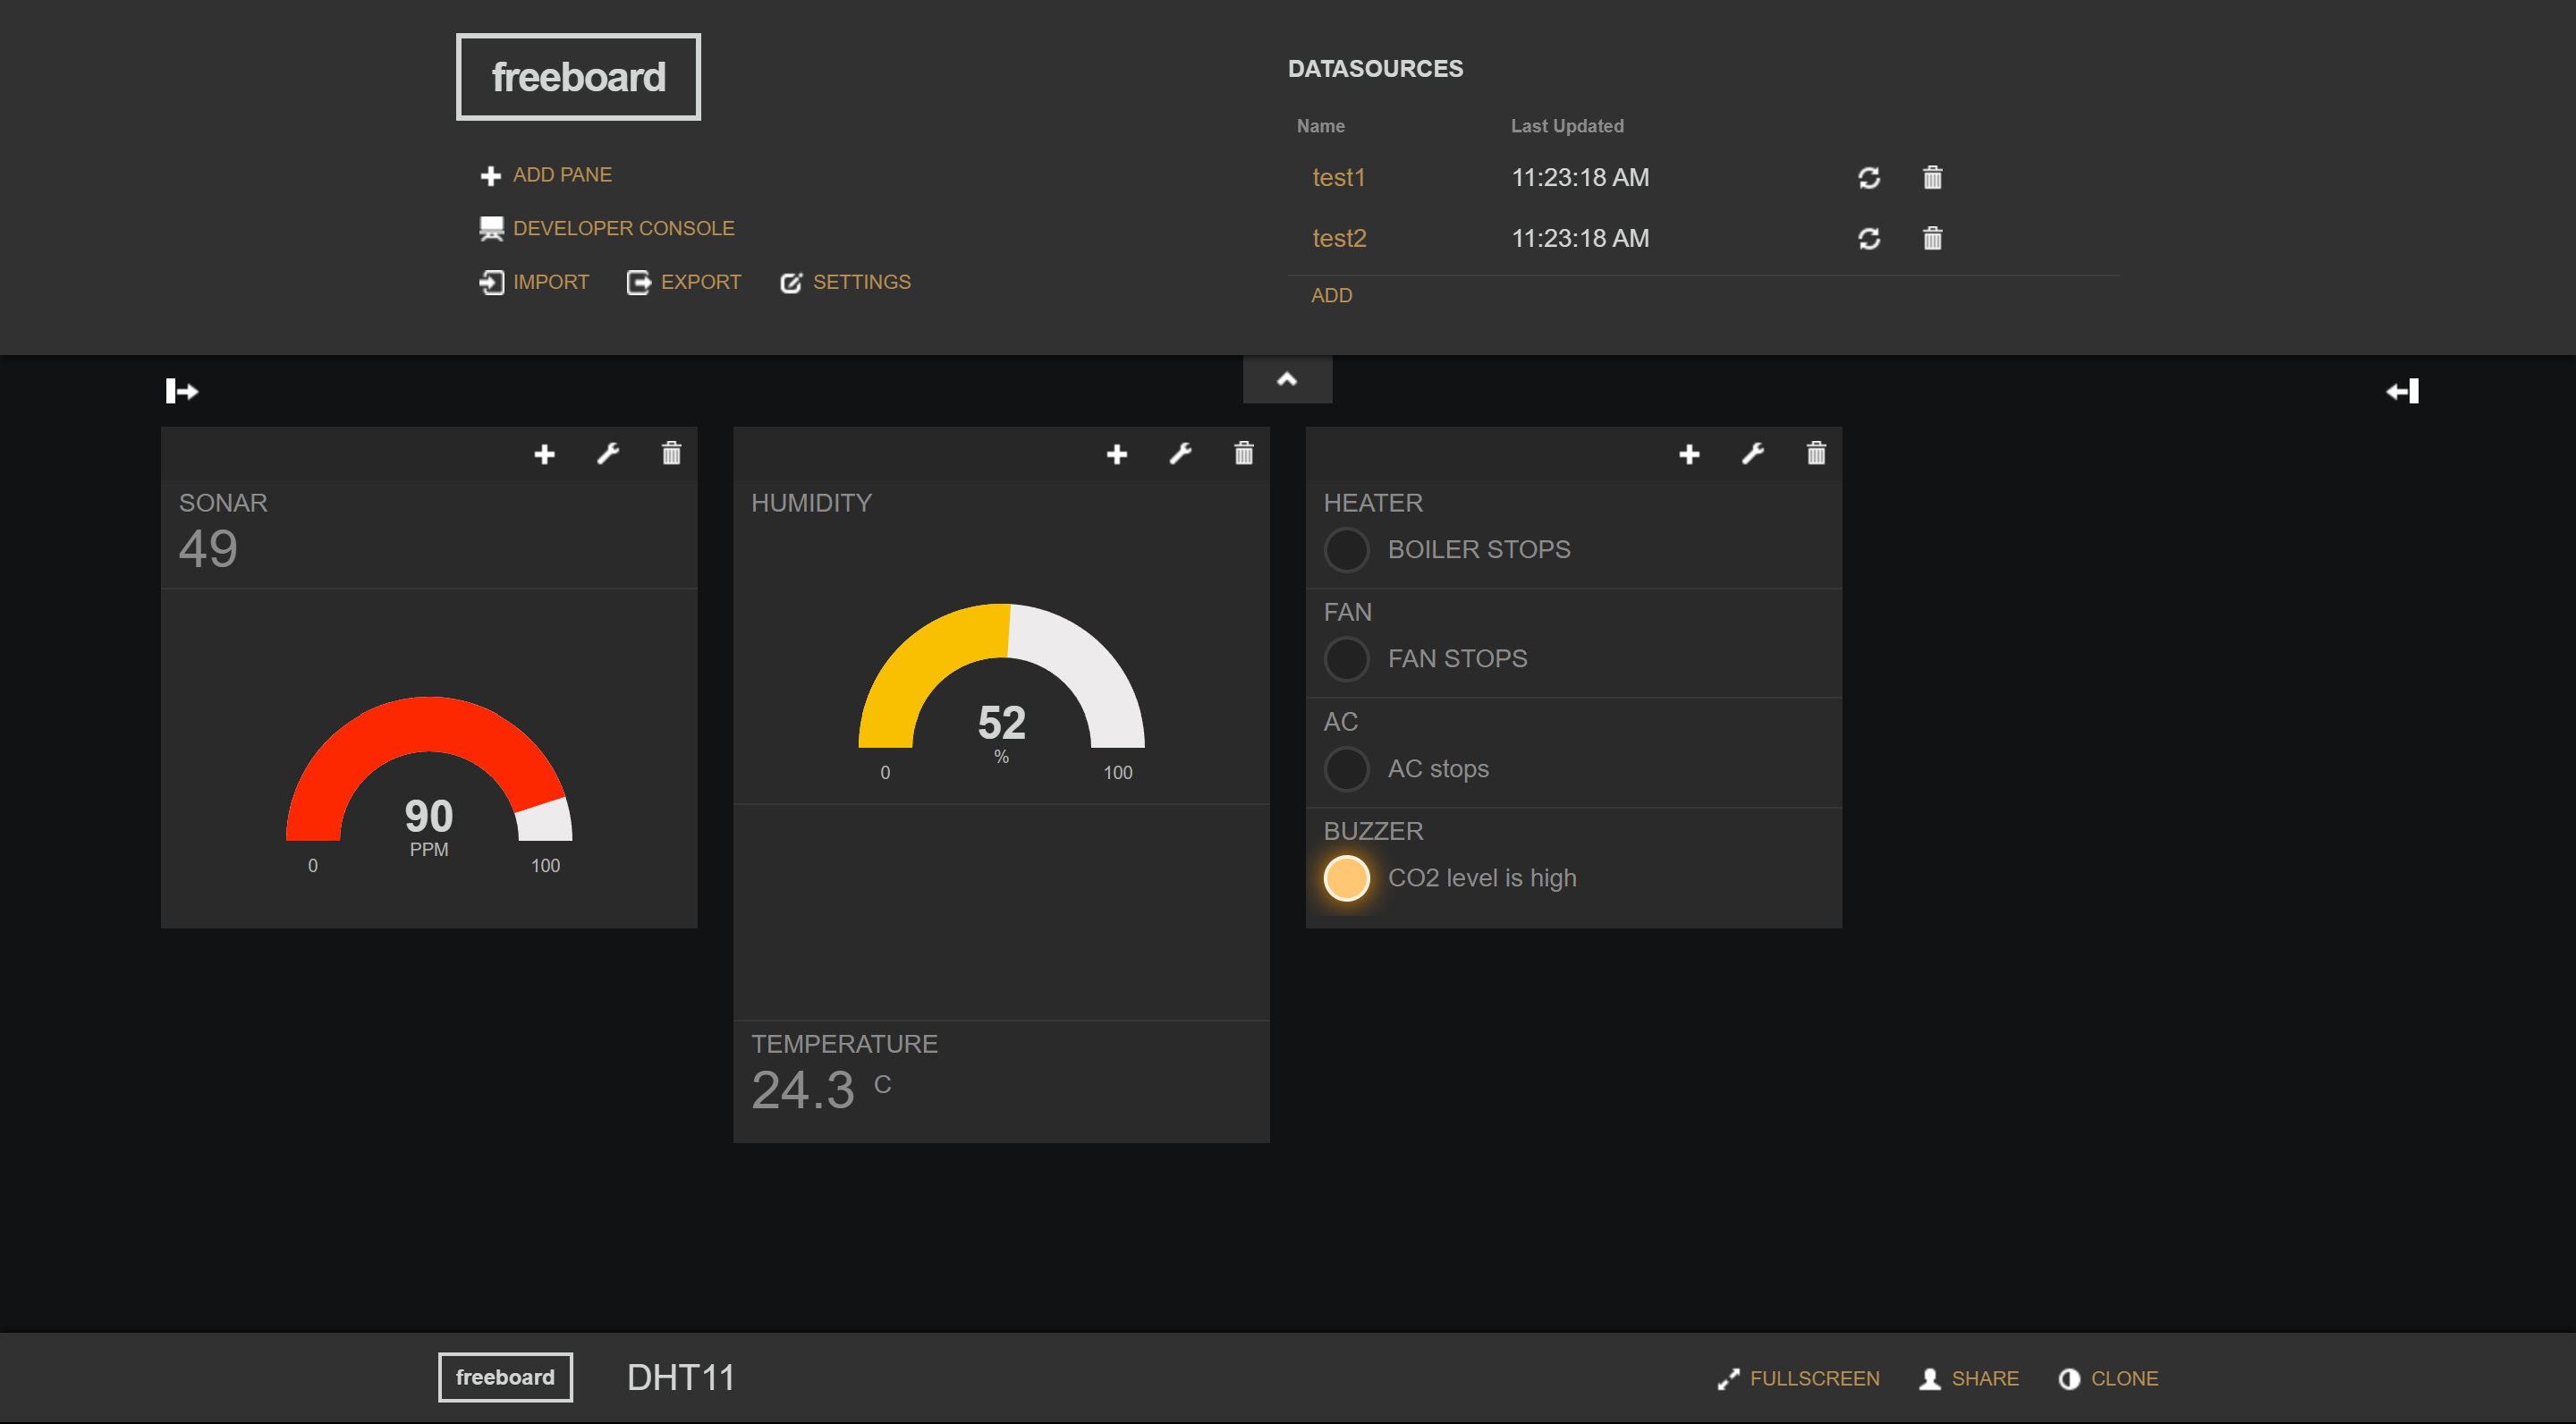 freeboard
ADD PANE
DEVELOPER CONSOLE
IMPORT EXPORT SETTINGS
DATASOURCES
Name Last Updated
test1 11:23:18 AM
test2 11:23:18 AM
ADD
SONAR
49
90
PPM
0 100
HUMIDITY
52
%
0 100
TEMPERATURE
24.3 C
HEATER
BOILER STOPS
FAN
FAN STOPS
AC
AC stops
BUZZER
CO2 level is high
freeboard DHT11 FULLSCREEN SHARE CLONE